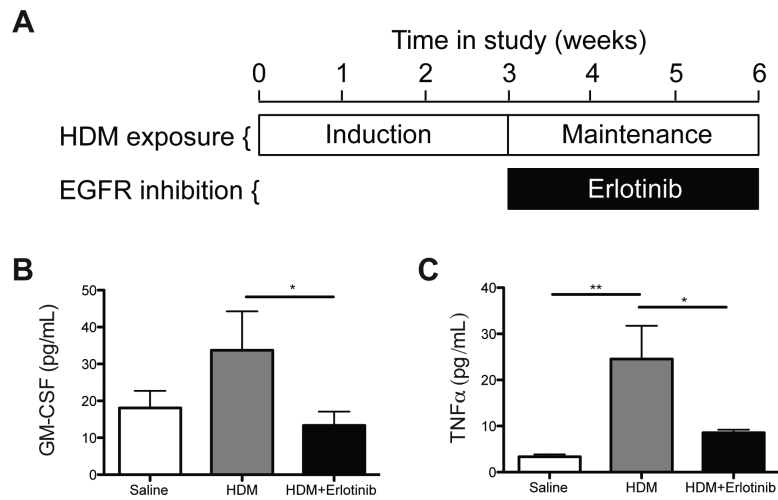 A
Time in study (weeks)
0 1 2 3 4 5 6
HDM exposure { Induction Maintenance
EGFR inhibition { Erlotinib
B
GM-CSF (pg/mL)
50
40
30
20
10
0
*
Saline HDM HDM+Erlotinib
C
TNFα (pg/mL)
40
30
20
10
0
**
*
Saline HDM HDM+Erlotinib